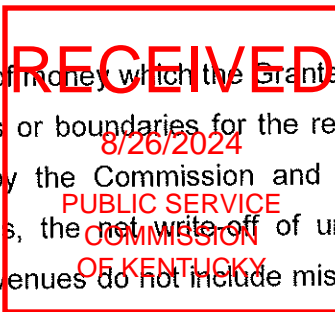 RECEIVED
of money which the Grante
s or boundaries for the re
8/26/2024
y the Commission and
PUBLIC SERVICE
s, the net write-off of u
COMMISSION
enues do not include mis
OF KENTUCKY